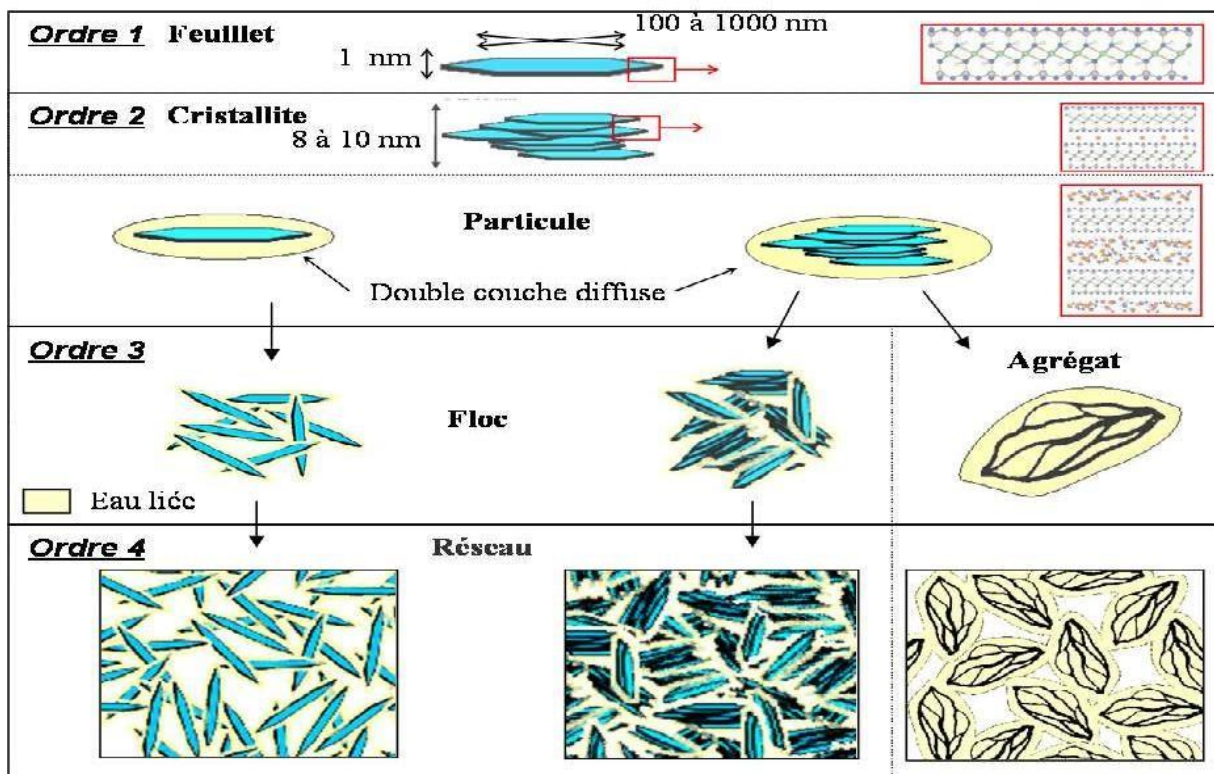 Ordre 1 Feuillet
100 à 1000 nm
1 nm
Ordre 2 Cristallite
8 à 10 nm
Particule
Double couche diffuse
Ordre 3
Agrégat
Floc
Eau liée
Ordre 4
Réseau